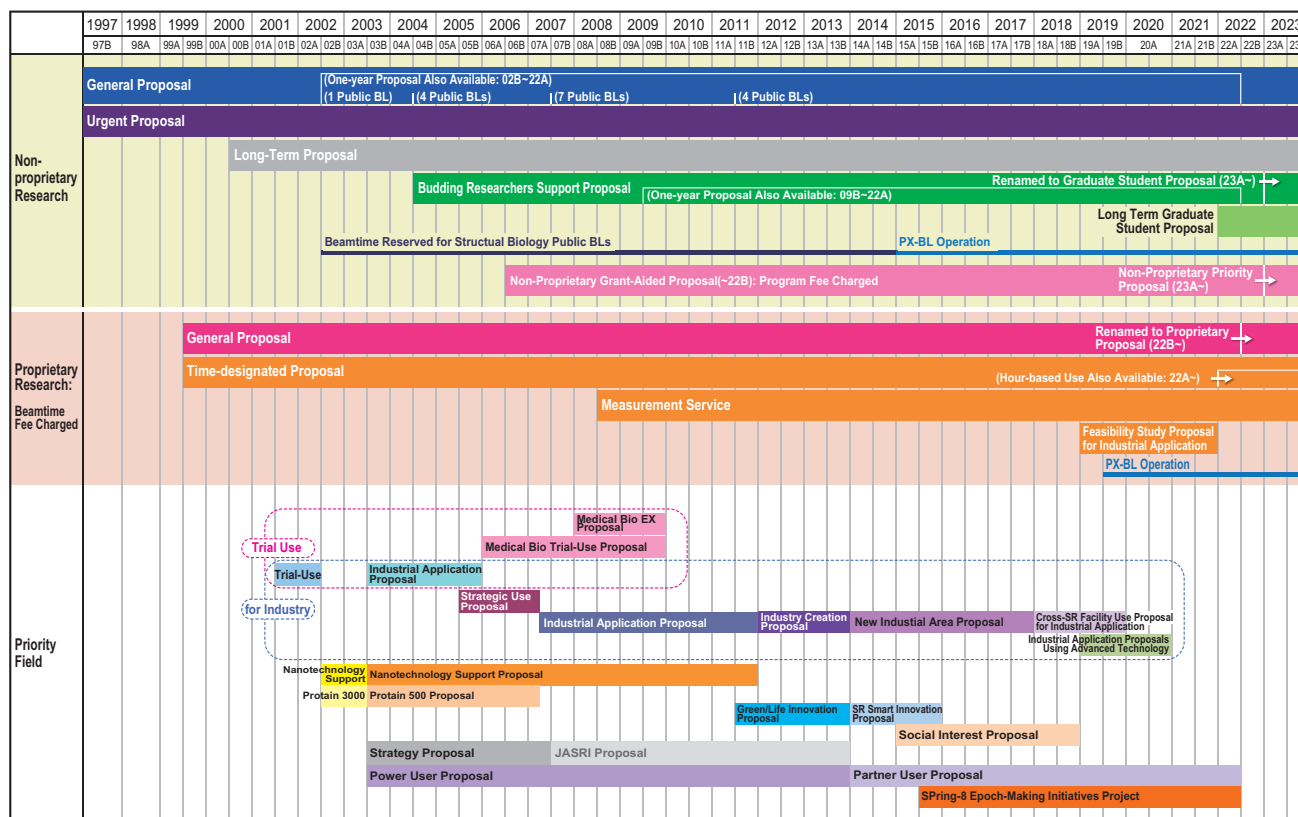 1997 1998 1999 2000 2001 2002 2003 2004 2005 2006 2007 2008 2009 2010 2011 2012 2013 2014 2015 2016 2017 2018 2019 2020 2021 2022 2023
97B 98A 99A 99B 00A 00B 01A 01B 02A 02B 03A 03B 04A 04B 05A 05B 06A 06B 07A 07B 08A 08B 09A 09B 10A 10B 11A 11B 12A 12B 13A 13B 14A 14B 15A 15B 16A 16B 17A 17B 18A 18B 19A 19B 20A 21A 21B 22A 22B 23A 23
Non-
proprietary
Research
General Proposal
(One-year Proposal Also Available: 02B~22A)
(1 Public BL) (4 Public BLs) (7 Public BLs) (4 Public BLs)
Urgent Proposal
Long-Term Proposal
Budding Researchers Support Proposal
Renamed to Graduate Student Proposal (23A~)
(One-year Proposal Also Available: 09B~22A)
Long Term Graduate
Student Proposal
Beamtime Reserved for Structual Biology Public BLs
PX-BL Operation
Non-Proprietary Grant-Aided Proposal(~22B): Program Fee Charged
Non-Proprietary Priority
Proposal (23A~)
Proprietary
Research:
Beamtime
Fee Charged
General Proposal
Renamed to Proprietary
Proposal (22B~)
Time-designated Proposal
(Hour-based Use Also Available: 22A~)
Measurement Service
Feasibility Study Proposal
for Industrial Application
PX-BL Operation
Priority
Field
Medical Bio EX
Proposal
Trial Use
Medical Bio Trial-Use Proposal
Trial-Use
Industrial Application
Proposal
for Industry
Strategic Use
Proposal
Industrial Application Proposal
Industry Creation
Proposal
New Industial Area Proposal
Cross-SR Facility Use Proposal
for Industrial Application
Industrial Application Proposals
Using Advanced Technology
Nanotechnology
Support
Nanotechnology Support Proposal
Protain 3000
Protain 500 Proposal
Green/Life Innovation
Proposal
SR Smart Innovation
Proposal
Social Interest Proposal
Strategy Proposal
JASRI Proposal
Power User Proposal
Partner User Proposal
SPring-8 Epoch-Making Initiatives Project